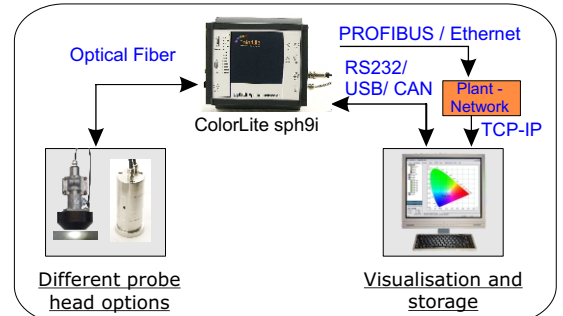 PROFIBUS / Ethernet
Optical Fiber
RS232/
USB/ CAN
Plant -
Network
TCP-IP
ColorLite sph9i
Different probe
head options
Visualisation and
storage